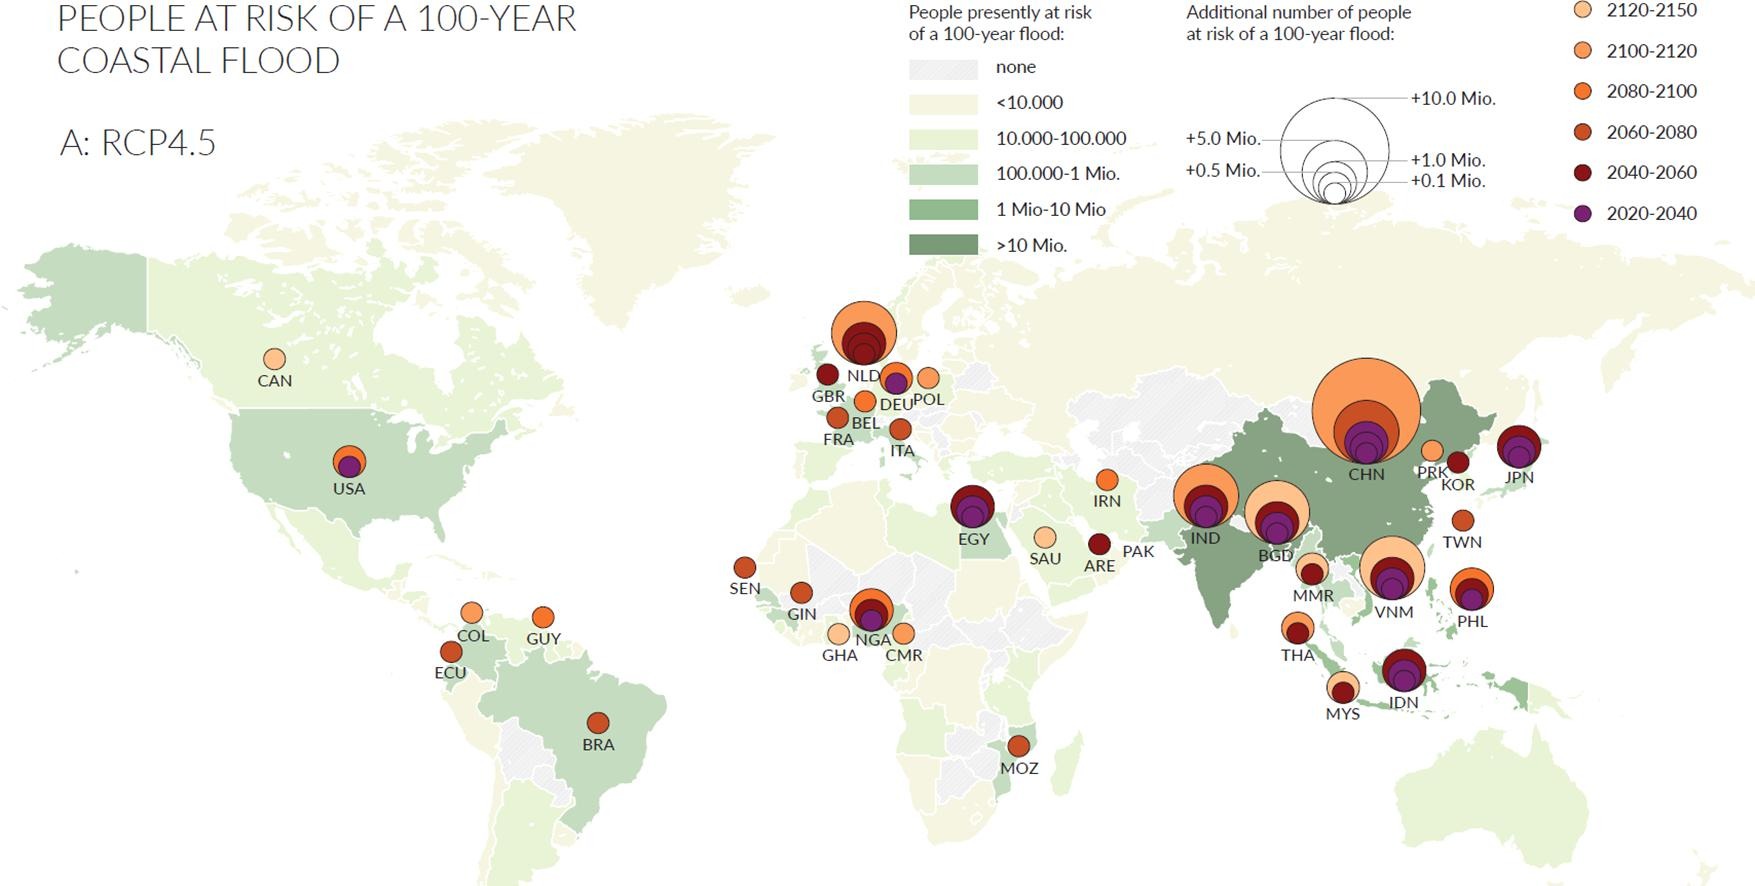 PEOPLE AT RISK OF A 100-YEAR
COASTAL FLOOD
A: RCP4.5
People presently at risk
of a 100-year flood:
none
<10.000
10.000-100.000
100.000-1 Mio.
1 Mio-10 Mio
>10 Mio.
Additional number of people
at risk of a 100-year flood:
+10.0 Mio.
+5.0 Mio.
+1.0 Mio.
+0.5 Mio.
+0.1 Mio.
2120-2150
2100-2120
2080-2100
2060-2080
2040-2060
2020-2040
CAN
USA
COL
GUY
ECU
BRA
GBR
NLD
DEU
POL
BEL
FRA
ITA
EGY
IRN
SAU
ARE
PAK
SEN
GIN
GHA
NGA
CMR
MOZ
IND
BGD
CHN
PRK
KOR
JPN
TWN
MMR
VNM
PHL
THA
MYS
IDN